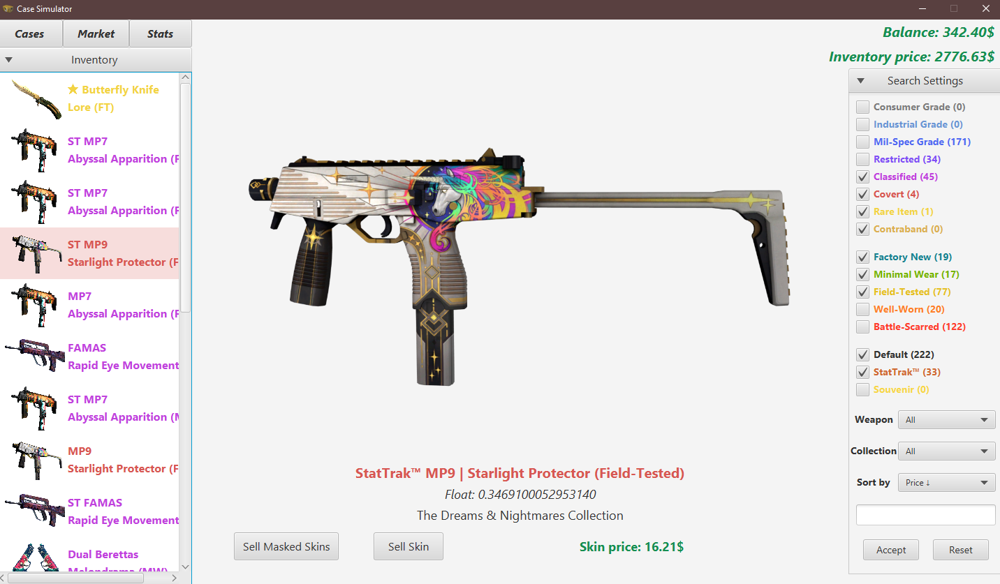 Case Simulator
Cases
Market
Stats
Balance: 342.40$
Inventory price: 2776.63$
Inventory
★ Butterfly Knife
Lore (FT)
ST MP7
Abyssal Apparition (F
ST MP7
Abyssal Apparition (F
ST MP9
Starlight Protector (F
MP7
Abyssal Apparition (F
FAMAS
Rapid Eye Movement
ST MP7
Abyssal Apparition (M
MP9
Starlight Protector (F
ST FAMAS
Rapid Eye Movement
Dual Berettas
Melondrama (MW)
StatTrak™ MP9 | Starlight Protector (Field-Tested)
Float: 0.3469100052953140
The Dreams & Nightmares Collection
Sell Masked Skins
Sell Skin
Skin price: 16.21$
Search Settings
Consumer Grade (0)
Industrial Grade (0)
Mil-Spec Grade (171)
Restricted (34)
Classified (45)
Covert (4)
Rare Item (1)
Contraband (0)
Factory New (19)
Minimal Wear (17)
Field-Tested (77)
Well-Worn (20)
Battle-Scarred (122)
Default (222)
StatTrak™ (33)
Souvenir (0)
Weapon All
Collection All
Sort by Price ↓
Accept
Reset